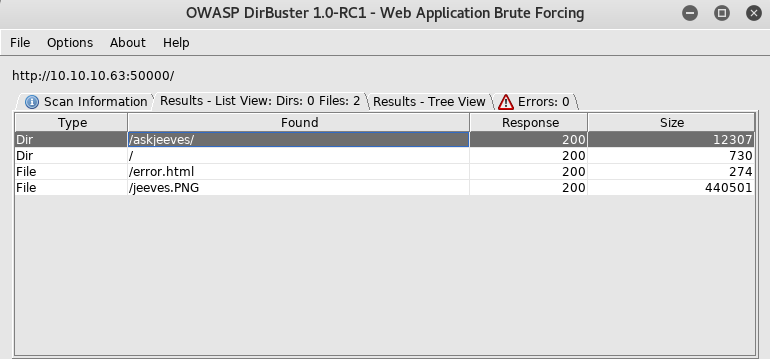 OWASP DirBuster 1.0-RC1 - Web Application Brute Forcing
File Options About Help
http://10.10.10.63:50000/
Scan Information Results - List View: Dirs: 0 Files: 2 Results - Tree View Errors: 0
Type Found Response Size
Dir /askjeeves/ 200 12307
Dir / 200 730
File /error.html 200 274
File /jeeves.PNG 200 440501